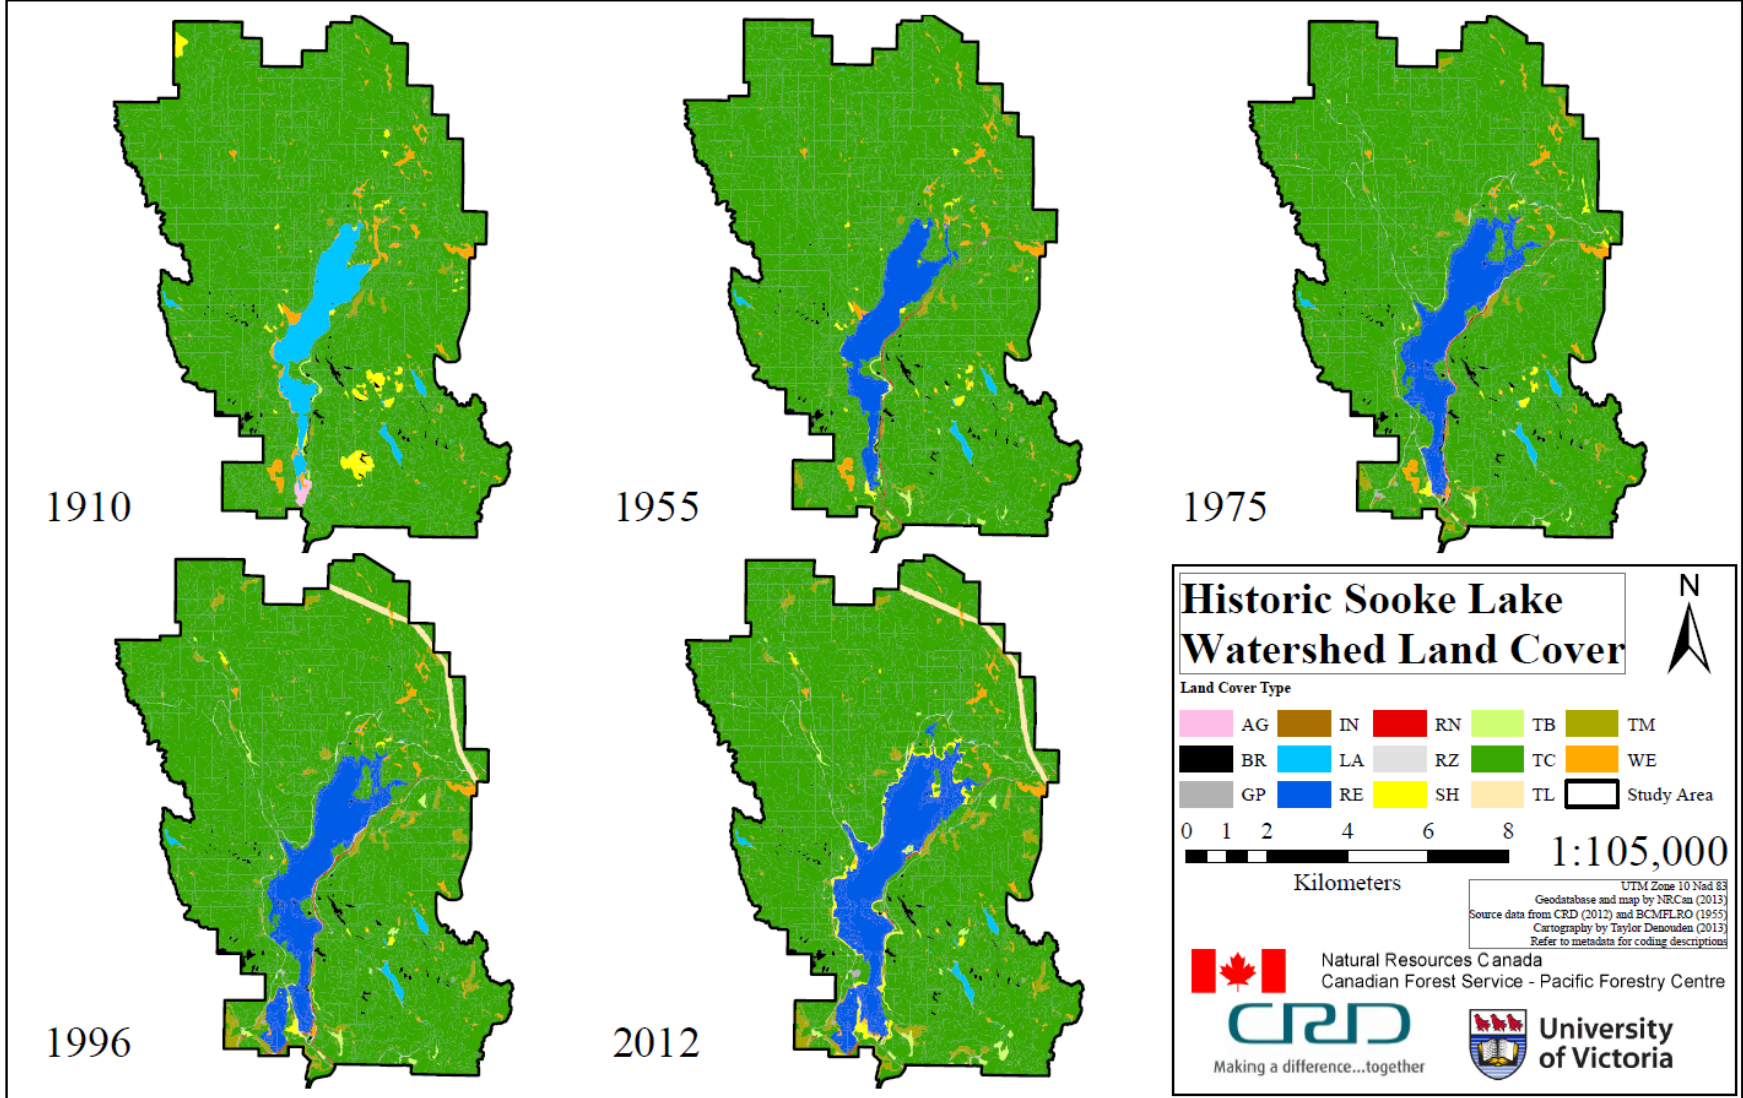 1910
1955
1975
1996
2012
Historic Sooke Lake
Watershed Land Cover
N
Land Cover Type
AG IN RN TB TM
BR LA RZ TC WE
GP RE SH TL Study Area
0 1 2 4 6 8
1:105,000
Kilometers
UTM Zone 10 Nad 83
Geodatabase and map by NRCan (2013)
Source data from CRD (2012) and BCMFLRO (1955)
Cartography by Taylor Denouden (2013)
Refer to metadata for coding descriptions
Natural Resources Canada
Canadian Forest Service - Pacific Forestry Centre
CRD
Making a difference...together
University
of Victoria